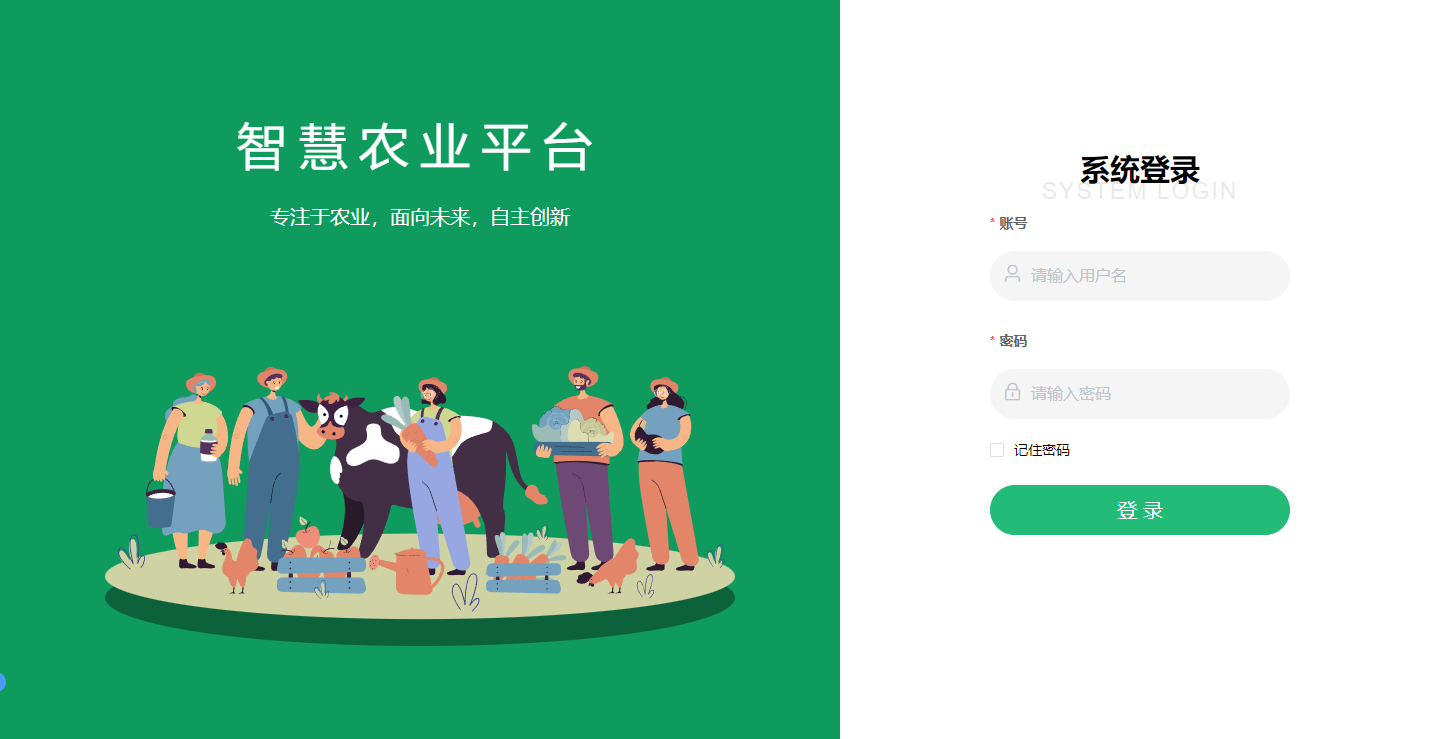 智慧农业平台
专注于农业，面向未来，自主创新
系统登录
SYSTEM LOGIN
* 账号
请输入用户名
* 密码
请输入密码
记住密码
登 录